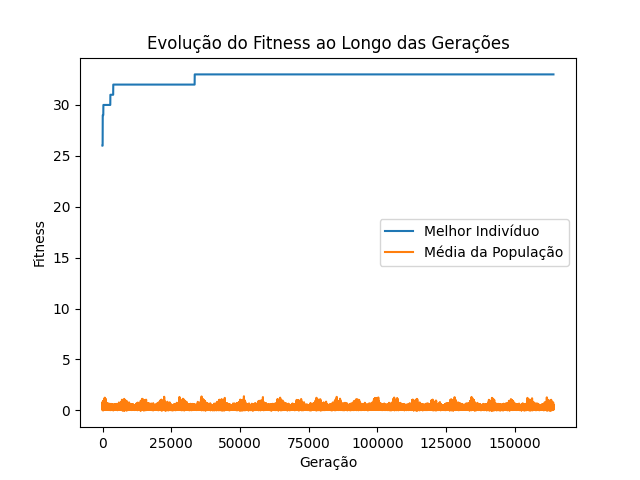 Evolução do Fitness ao Longo das Gerações
Fitness
30
25
20
15
10
5
0
Melhor Indivíduo
Média da População
0 25000 50000 75000 100000 125000 150000
Geração